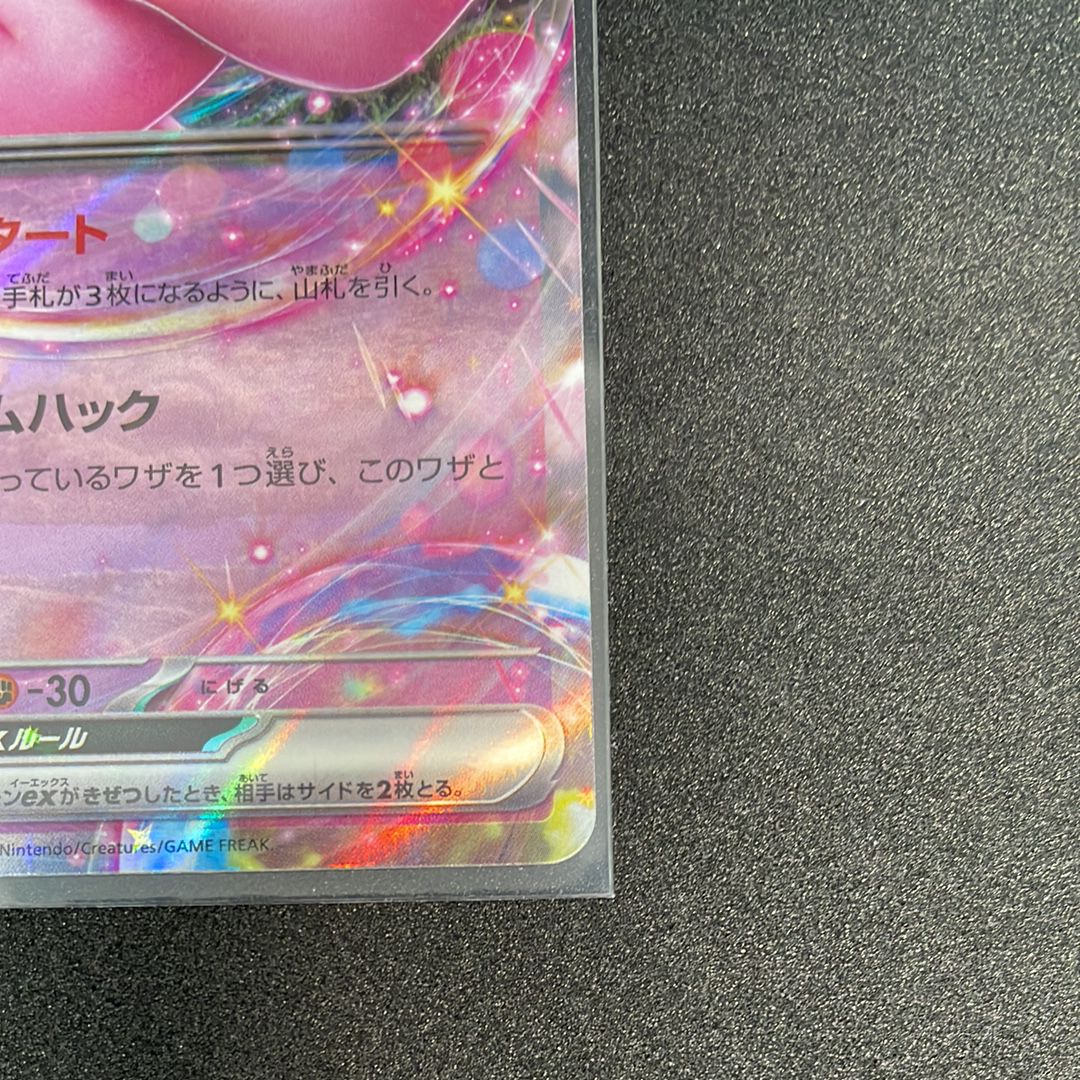 タート
手札が3枚になるように、山札を引く。
ムハック
っているワザを1つ選び、このワザと
-30 にげる
ルール
ンexがきぜつしたとき、相手はサイドを2枚とる。
Nintendo/Creatures/GAME FREAK.